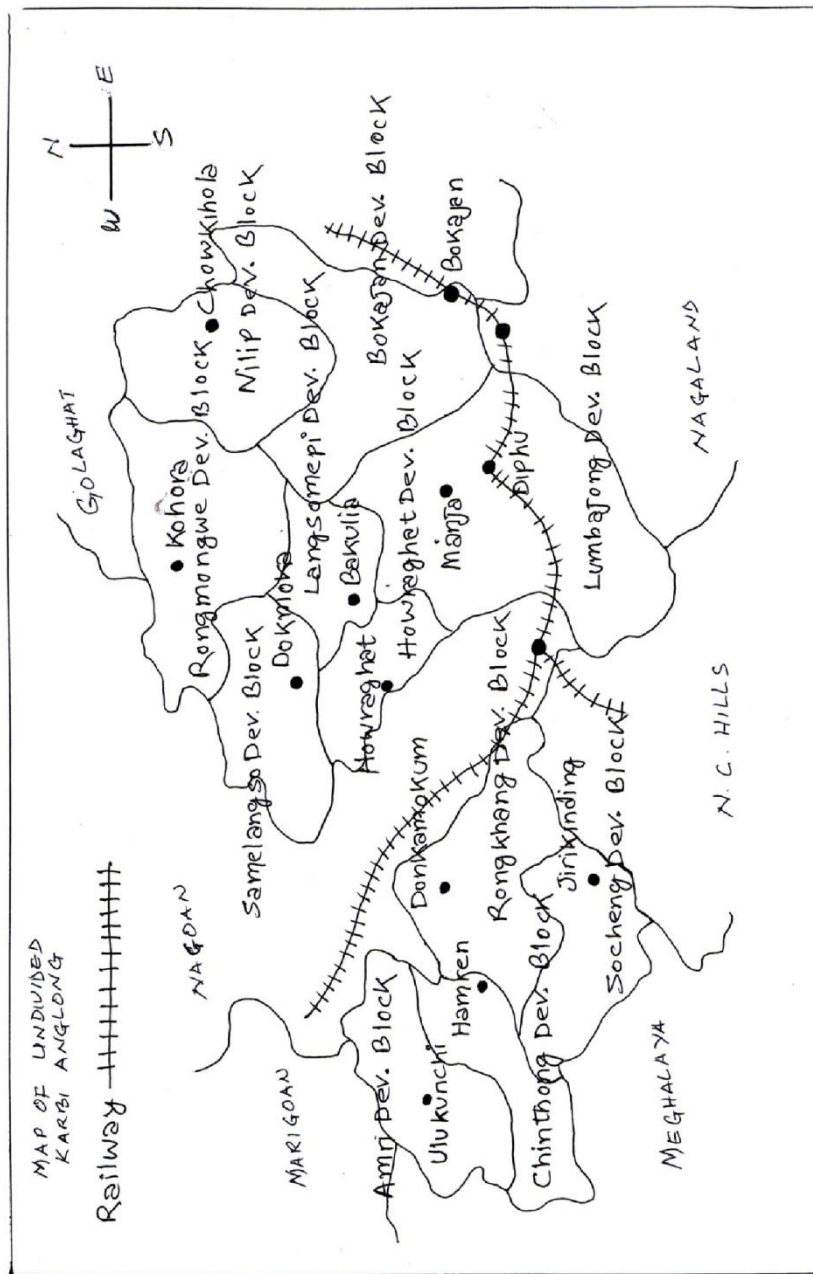 MAP OF UNDIVIDED
KARBI ANGLONG
Railway
N
W
E
S
GOLAGHAT
NAGOAN
MARIGOAN
MEGHALAYA
N.C. HILLS
NAGALAND
Kohora
Rongmongwe Dev. Block
Chowkihola
Nilip Dev. Block
Samelangso Dev. Block
Dokmoka
Langsomepi Dev. Block
Bakulia
Bokajan Dev. Block
Bokajan
Howraghat
Howraghat Dev. Block
Manja
Diphu
Lumbajong Dev. Block
Donkamokum
Rongkhang Dev. Block
Amri Dev. Block
Ulukunchi
Hamren
Chinthong Dev. Block
Jirikinding
Socheng Dev. Block